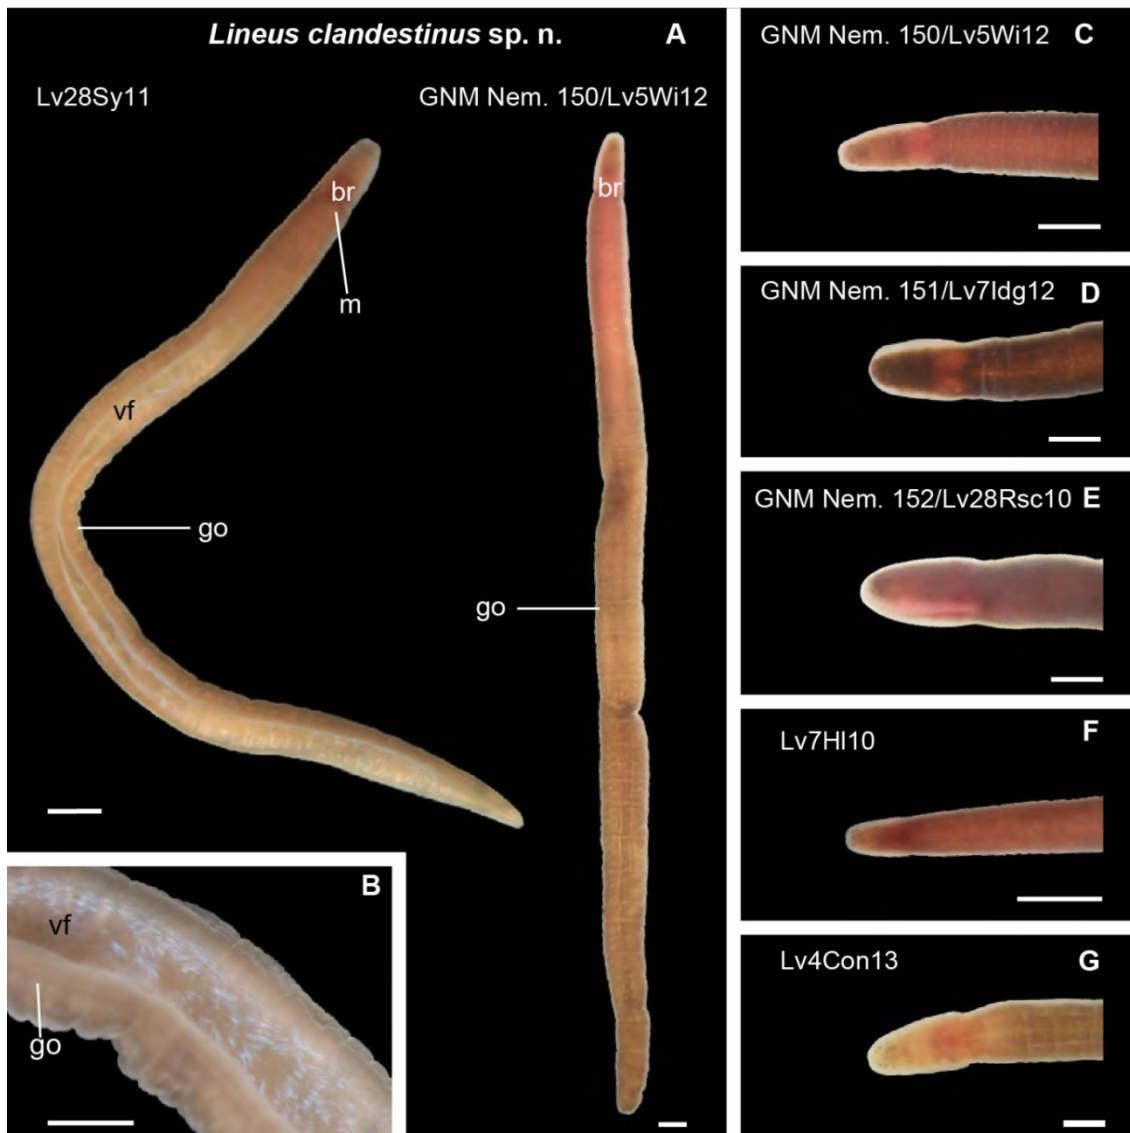 Lineus clandestinus sp. n.
A
Lv28Sy11
GNM Nem. 150/Lv5Wi12
br
m
vf
go
br
go
B
vf
go
GNM Nem. 150/Lv5Wi12
C
GNM Nem. 151/Lv7Idg12
D
GNM Nem. 152/Lv28Rsc10
E
Lv7Hl10
F
Lv4Con13
G